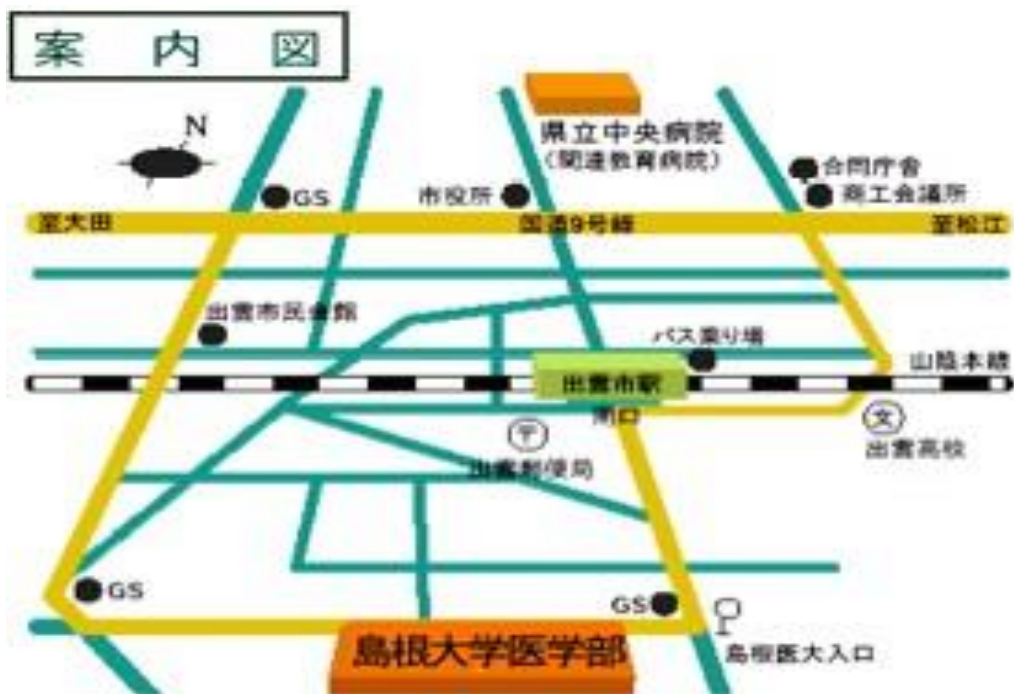 案内図
N
県立中央病院
（関連教育病院）
合同庁舎
GS
市役所
商工会議所
至大田
国道9号線
至松江
出雲市民会館
バス乗り場
山陰本線
出雲市駅
南口
〒
文
出雲郵便局
出雲高校
GS
GS
島根大学医学部
島根医大入口